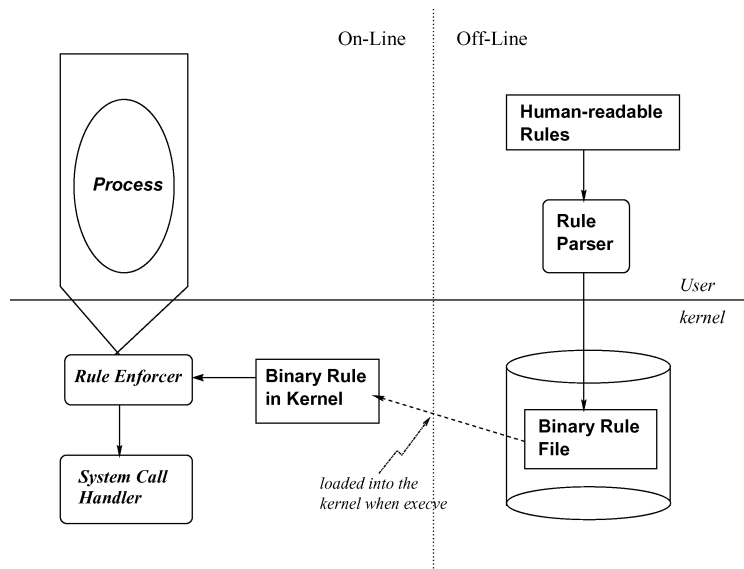 On-Line
Off-Line
Human-readable
Rules
Process
Rule
Parser
User
kernel
Rule Enforcer
Binary Rule
in Kernel
Binary Rule
File
System Call
Handler
loaded into the
kernel when execve